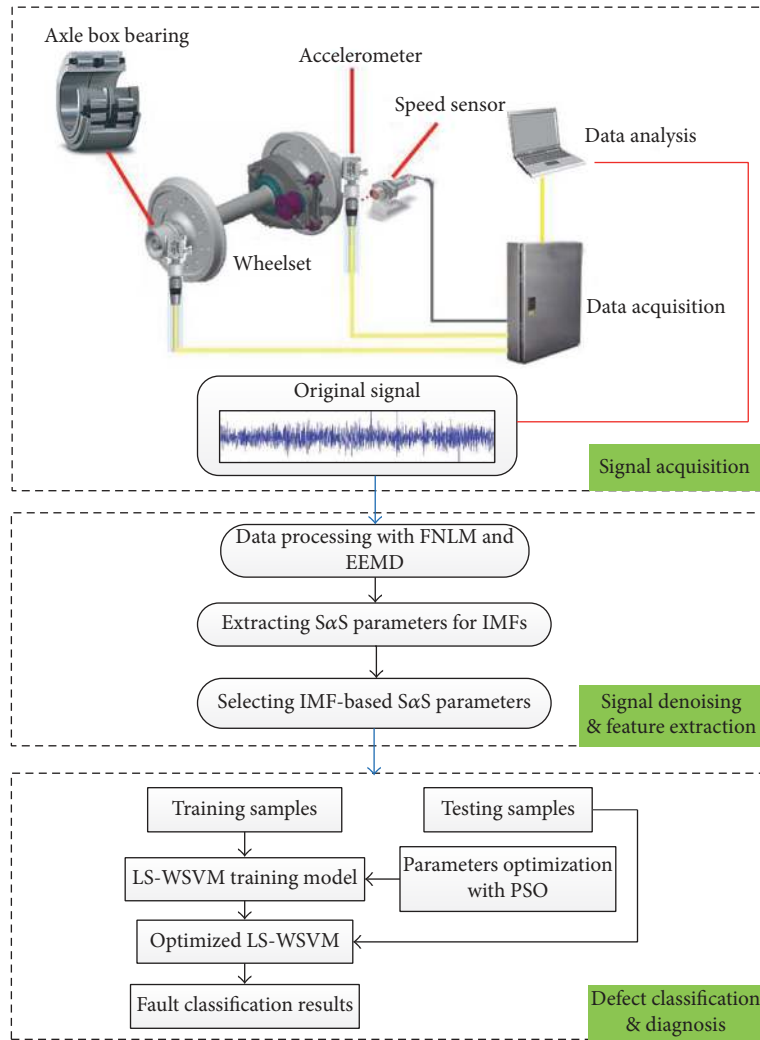 Axle box bearing
Accelerometer
Speed sensor
Data analysis
Wheelset
Data acquisition
Original signal
Signal acquisition
Data processing with FNLM and
EEMD
Extracting SαS parameters for IMFs
Selecting IMF-based SαS parameters
Signal denoising
& feature extraction
Training samples
Testing samples
LS-WSVM training model
Parameters optimization
with PSO
Optimized LS-WSVM
Fault classification results
Defect classification
& diagnosis